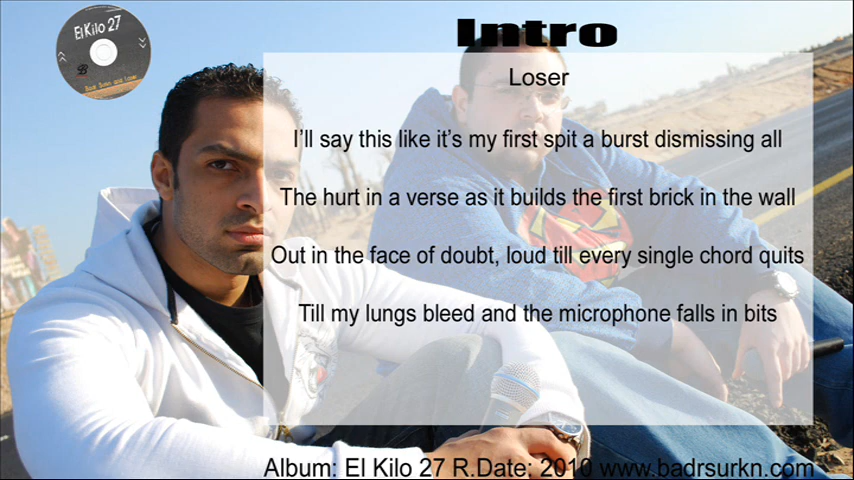 El Kilo 27
Intro
Loser
I'll say this like it's my first spit a burst dismissing all
The hurt in a verse as it builds the first brick in the wall
Out in the face of doubt, loud till every single chord quits
Till my lungs bleed and the microphone falls in bits
Album: El Kilo 27 R.Date: 2010 www.badrsurkn.com